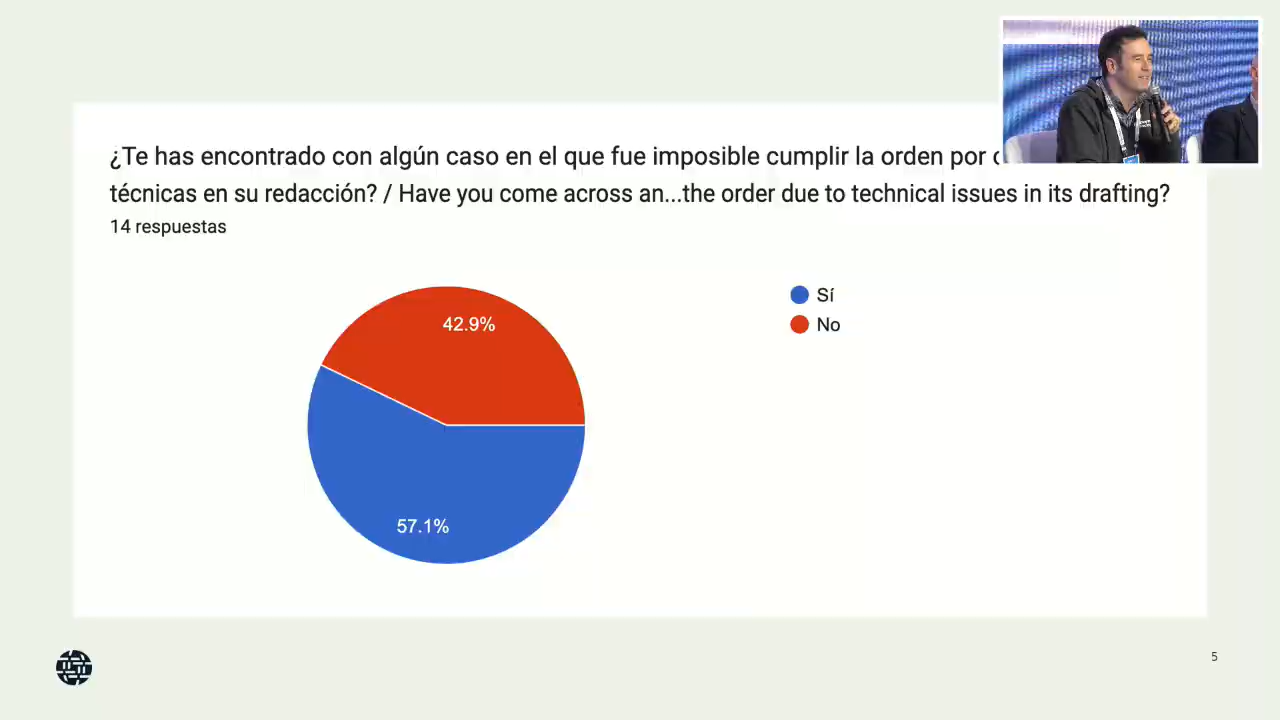 ¿Te has encontrado con algún caso en el que fue imposible cumplir la orden por
técnicas en su redacción? / Have you come across an...the order due to technical issues in its drafting?
14 respuestas
Sí
No
42.9%
57.1%
5